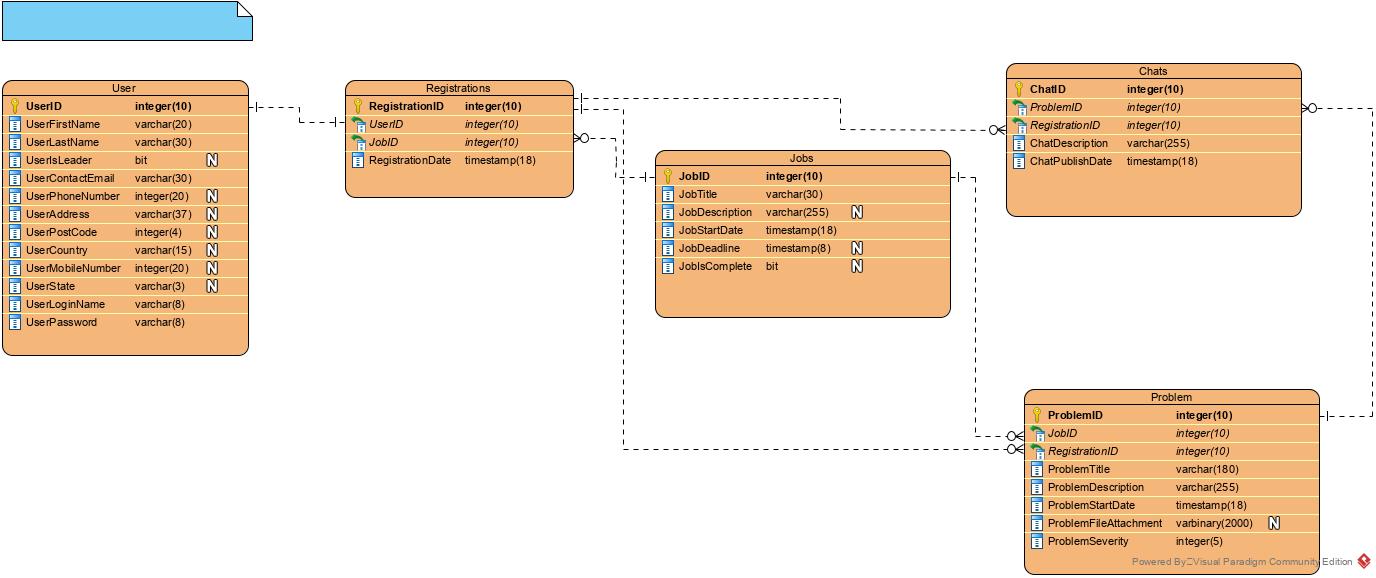 User
UserID integer(10)
UserFirstName varchar(20)
UserLastName varchar(30)
UserIsLeader bit N
UserContactEmail varchar(30)
UserPhoneNumber integer(20) N
UserAddress varchar(37) N
UserPostCode integer(4) N
UserCountry varchar(15) N
UserMobileNumber integer(20) N
UserState varchar(3) N
UserLoginName varchar(8)
UserPassword varchar(8)
Registrations
RegistrationID integer(10)
UserID integer(10)
JobID integer(10)
RegistrationDate timestamp(18)
Jobs
JobID integer(10)
JobTitle varchar(30)
JobDescription varchar(255) N
JobStartDate timestamp(18)
JobDeadline timestamp(8) N
JobIsComplete bit N
Chats
ChatID integer(10)
ProblemID integer(10)
RegistrationID integer(10)
ChatDescription varchar(255)
ChatPublishDate timestamp(18)
Problem
ProblemID integer(10)
JobID integer(10)
RegistrationID integer(10)
ProblemTitle varchar(180)
ProblemDescription varchar(255)
ProblemStartDate timestamp(18)
ProblemFileAttachment varbinary(2000) N
ProblemSeverity integer(5)
Powered By Visual Paradigm Community Edition